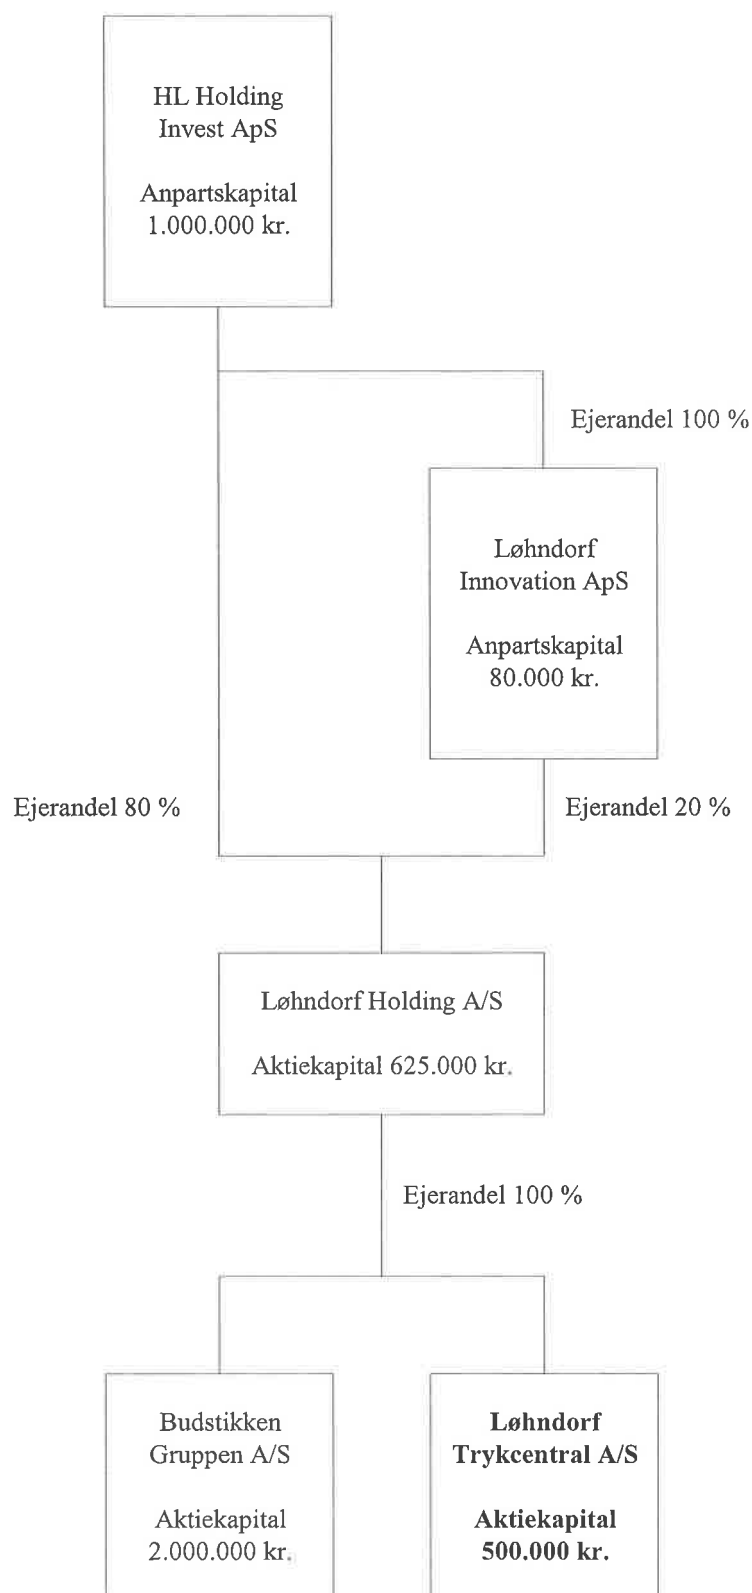 HL Holding
Invest ApS
Anpartskapital
1.000.000 kr.
Ejerandel 100 %
Løhndorf
Innovation ApS
Anpartskapital
80.000 kr.
Ejerandel 80 %
Ejerandel 20 %
Løhndorf Holding A/S
Aktiekapital 625.000 kr.
Ejerandel 100 %
Budstikken
Gruppen A/S
Aktiekapital
2.000.000 kr.
Løhndorf
Trykcentral A/S
Aktiekapital
500.000 kr.